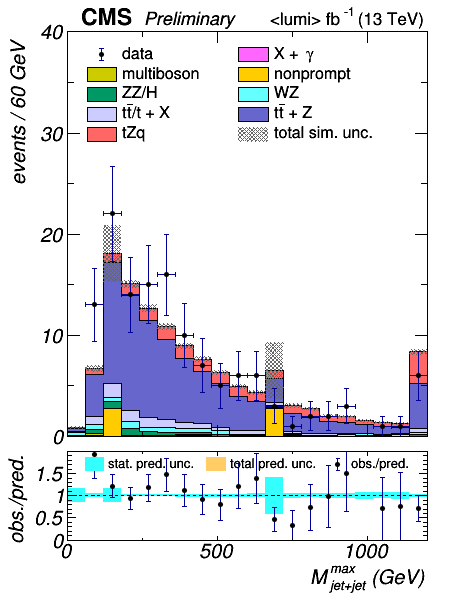 CMS Preliminary <lumi> fb⁻¹ (13 TeV)
events / 60 GeV
data
X + γ
multiboson
nonprompt
ZZ/H
WZ
tt̄/t + X
tt̄ + Z
tZq
total sim. unc.
40
30
20
10
0
obs./pred.
stat. pred. unc.
total pred. unc.
obs./pred.
1.5
1
0.5
0
0
500
1000
M^max_jet+jet (GeV)